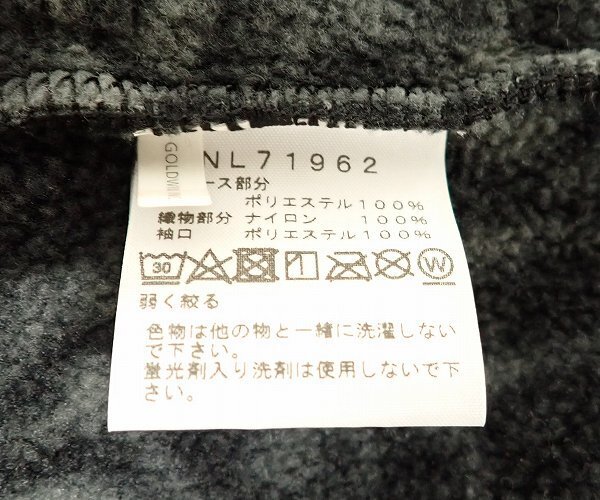 GOLDWIN
NL71962
ース部分
ポリエステル100%
織物部分 ナイロン 100%
袖口 ポリエステル100%
30 W
弱く絞る
色物は他の物と一緒に洗濯しない
で下さい。
蛍光剤入り洗剤は使用しないで下
さい。